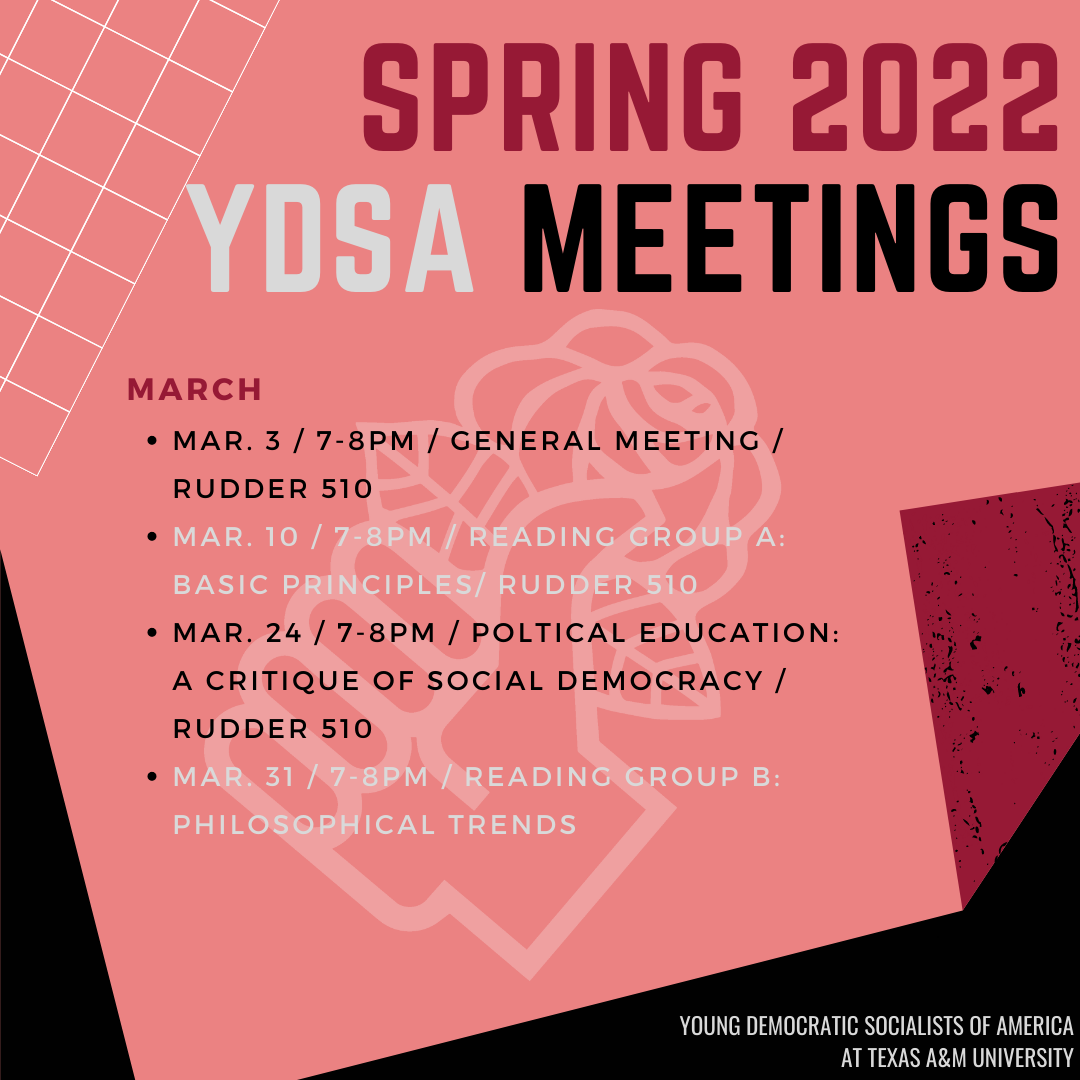 SPRING 2022
YDSA MEETINGS
MARCH
• MAR. 3 / 7-8PM / GENERAL MEETING /
RUDDER 510
• MAR. 10 / 7-8PM / READING GROUP A:
BASIC PRINCIPLES/ RUDDER 510
• MAR. 24 / 7-8PM / POLTICAL EDUCATION:
A CRITIQUE OF SOCIAL DEMOCRACY /
RUDDER 510
• MAR. 31 / 7-8PM / READING GROUP B:
PHILOSOPHICAL TRENDS
YOUNG DEMOCRATIC SOCIALISTS OF AMERICA
AT TEXAS A&M UNIVERSITY